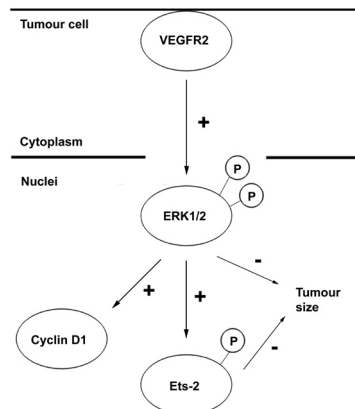 Tumour cell
VEGFR2
+
Cytoplasm
Nuclei
P
P
ERK1/2
-
+
+
Tumour
size
Cyclin D1
P
-
Ets-2